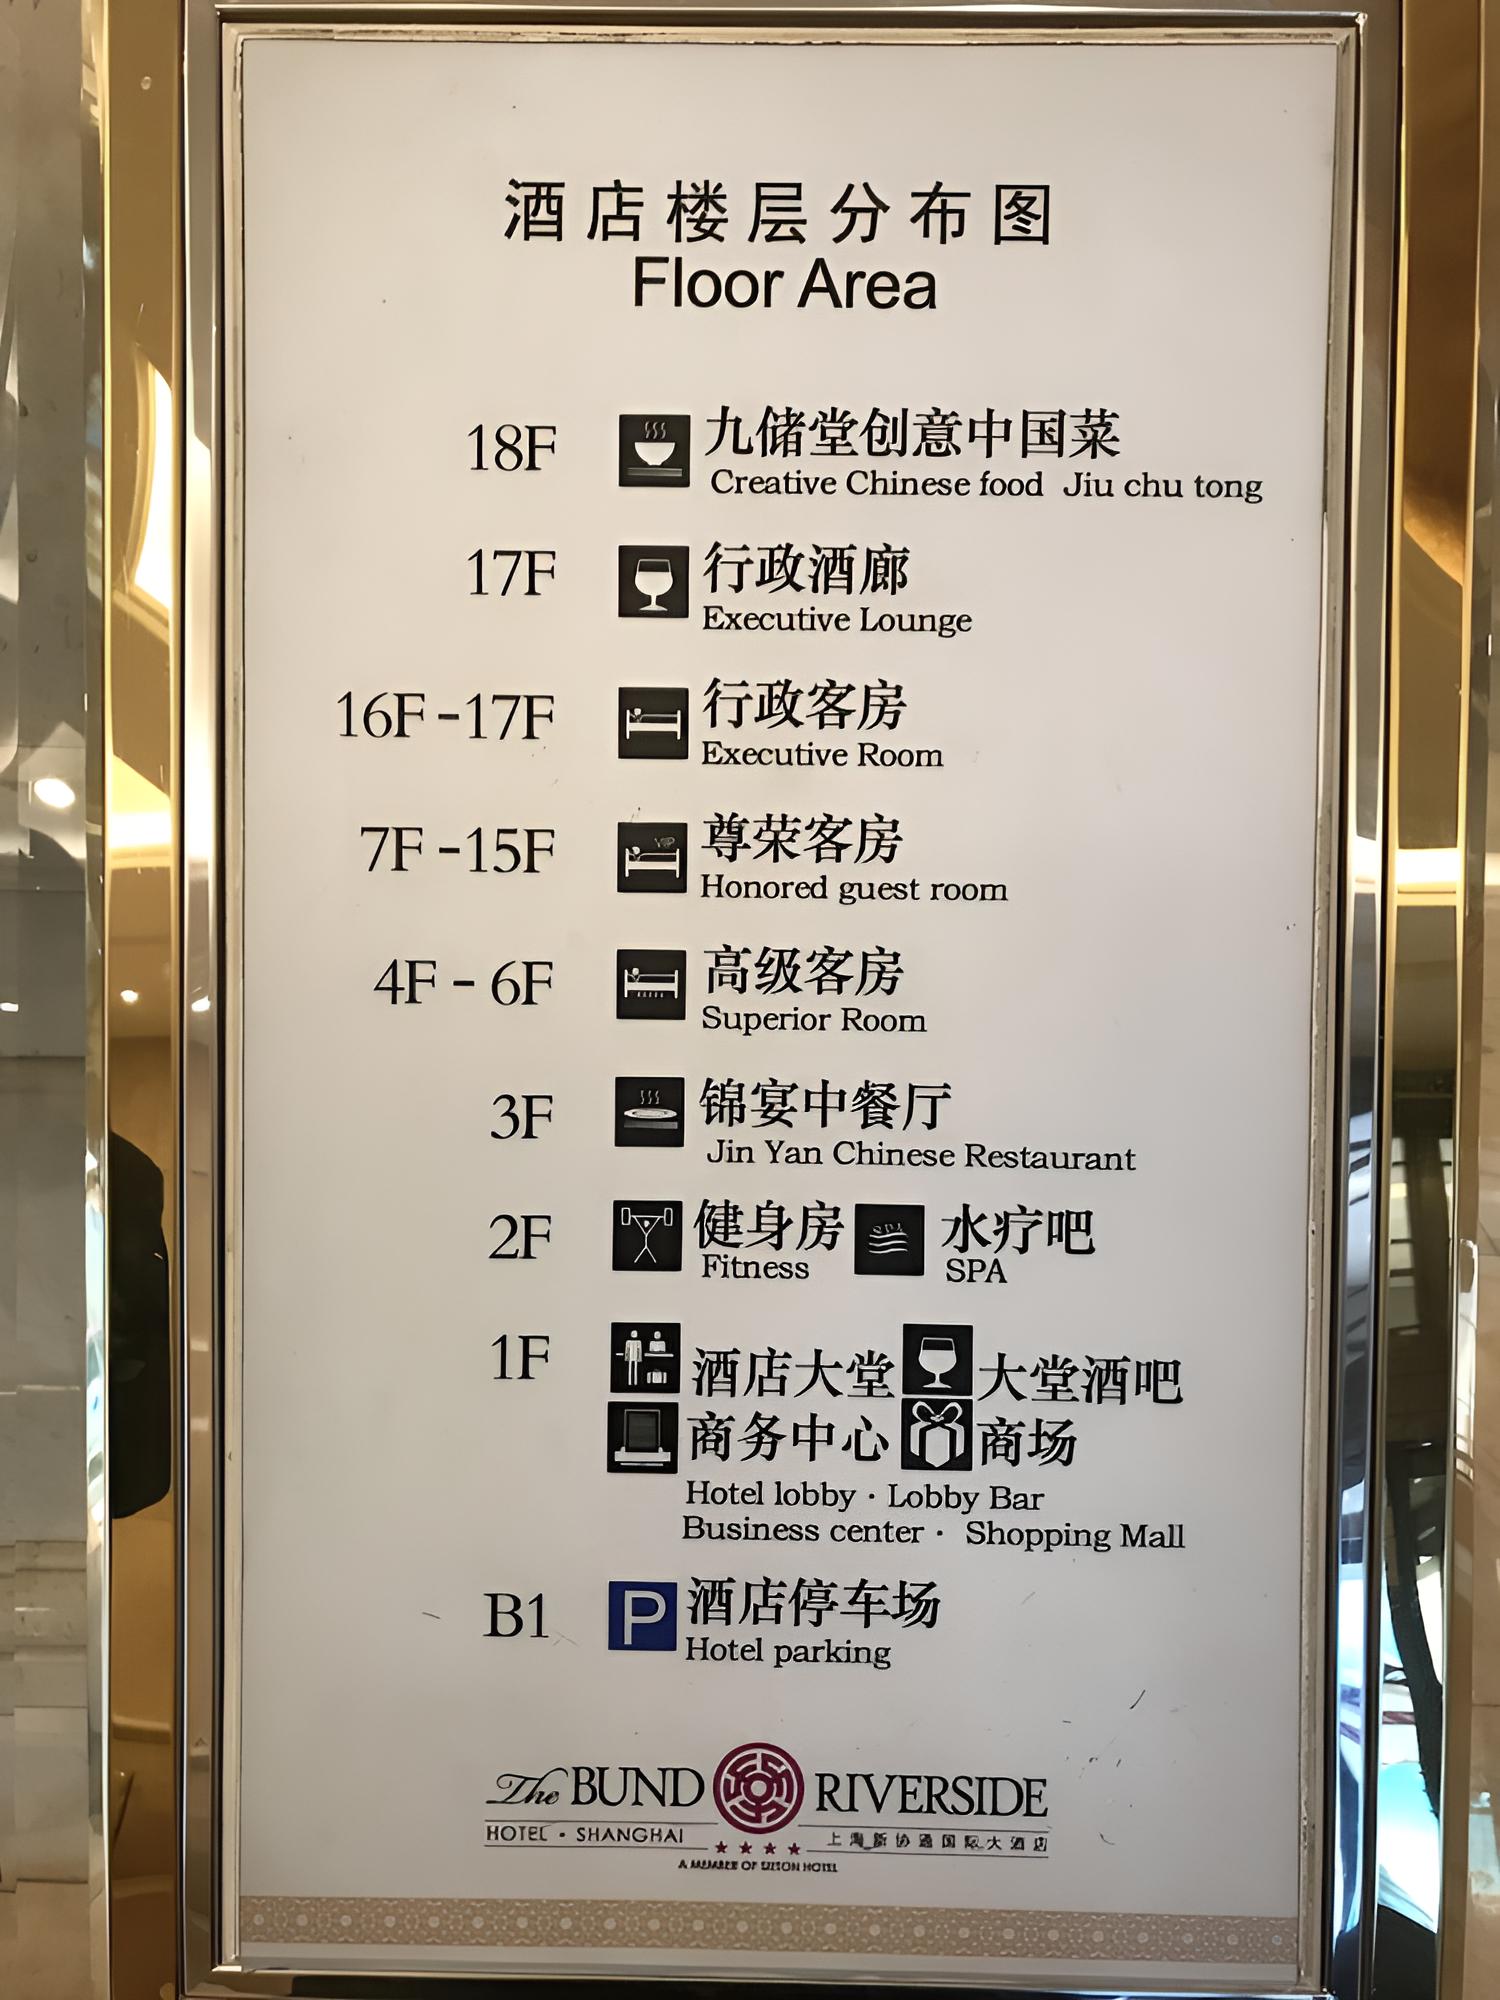 酒店楼层分布图
Floor Area
18F 九储堂创意中国菜
Creative Chinese food Jiu chu tong
17F 行政酒廊
Executive Lounge
16F-17F 行政客房
Executive Room
7F-15F 尊荣客房
Honored guest room
4F-6F 高级客房
Superior Room
3F 锦宴中餐厅
Jin Yan Chinese Restaurant
2F 健身房 水疗吧
Fitness SPA
1F 酒店大堂 大堂酒吧
商务中心 商场
Hotel lobby · Lobby Bar
Business center · Shopping Mall
B1 P 酒店停车场
Hotel parking
The BUND RIVERSIDE
HOTEL · SHANGHAI 上海新协通国际大酒店
A MEMBER OF HOTEL